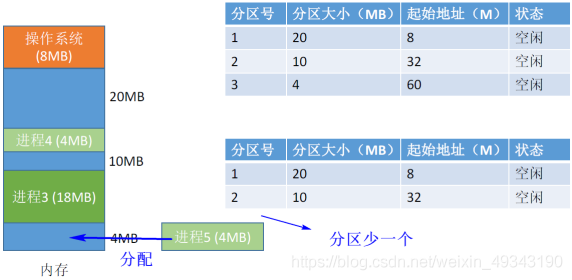 操作系统
(8MB)
20MB
进程4 (4MB)
10MB
进程3 (18MB)
4MB
进程5 (4MB)
分配
内存
分区号 分区大小（MB） 起始地址（M） 状态
1 20 8 空闲
2 10 32 空闲
3 4 60 空闲
分区号 分区大小（MB） 起始地址（M） 状态
1 20 8 空闲
2 10 32 空闲
分区少一个
https://blog.csdn.net/weixin_49343190